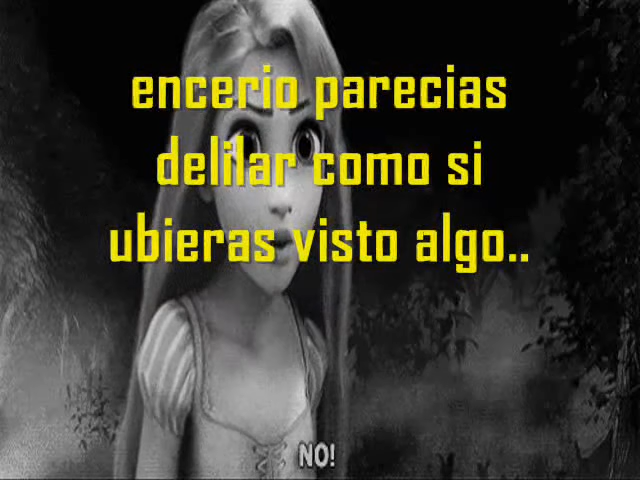 encerio parecias
delilar como si
ubieras visto algo..
NO!